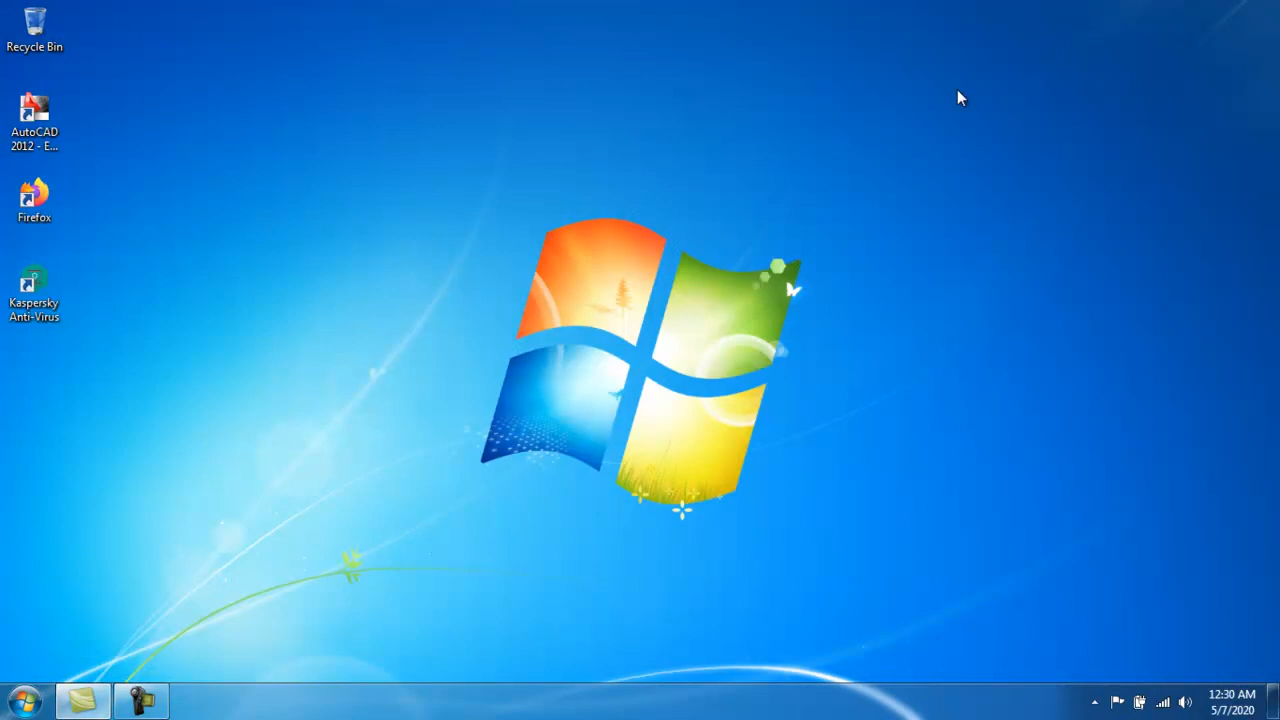 Recycle Bin
AutoCAD
2012 - E...
Firefox
Kaspersky
Anti-Virus
12:30 AM
5/7/2020